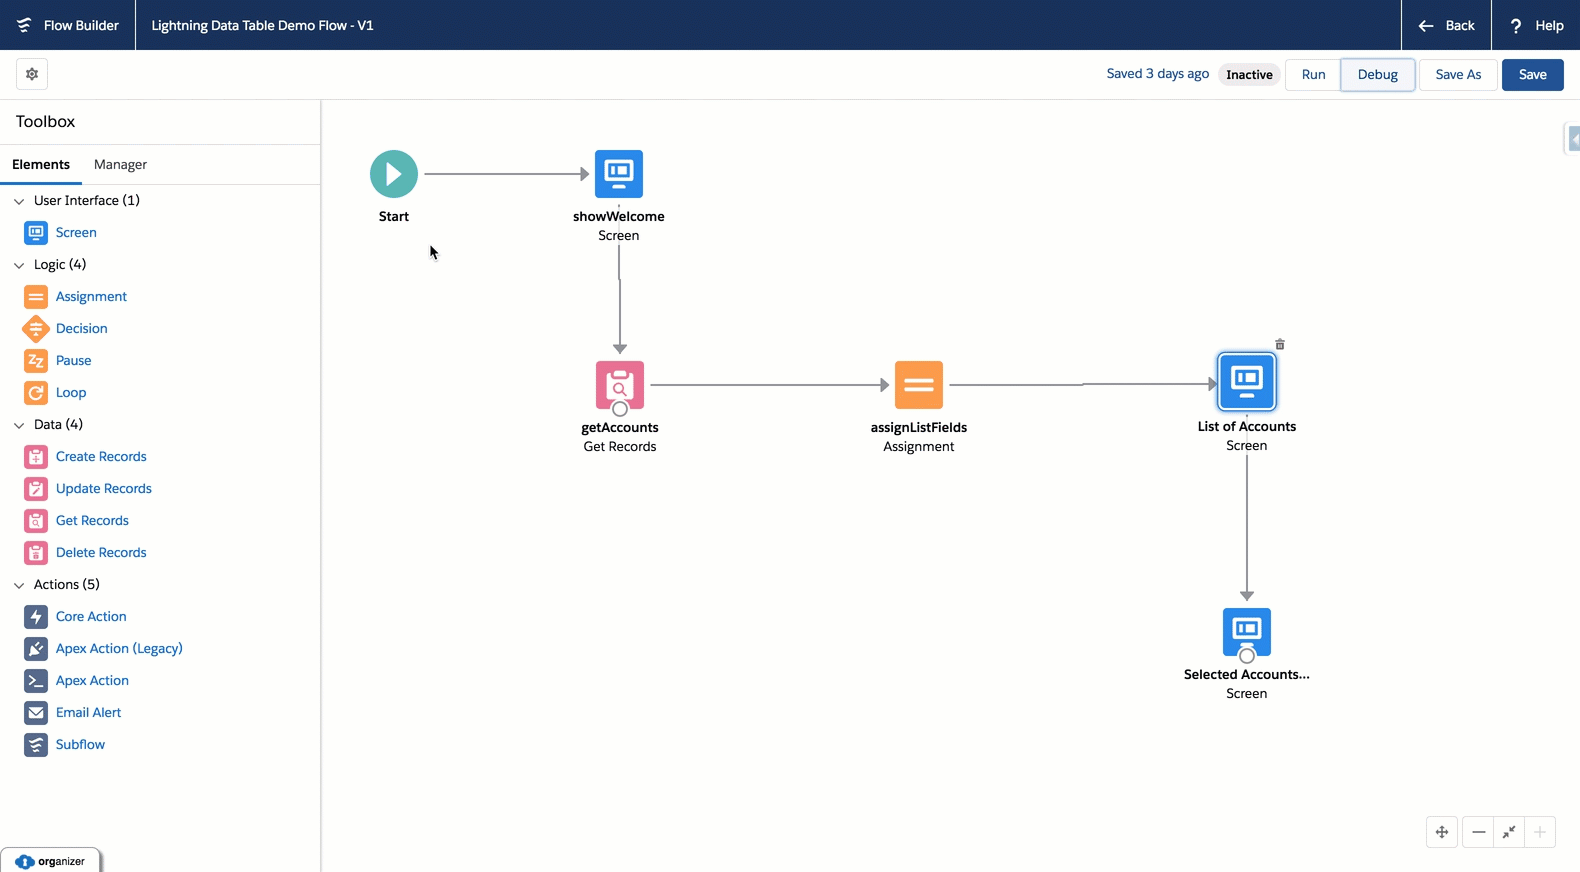 Flow Builder
Lightning Data Table Demo Flow - V1
Back
? Help
Saved 3 days ago
Inactive
Run
Debug
Save As
Save
Toolbox
Elements
Manager
User Interface (1)
Screen
Logic (4)
Assignment
Decision
Pause
Loop
Data (4)
Create Records
Update Records
Get Records
Delete Records
Actions (5)
Core Action
Apex Action (Legacy)
Apex Action
Email Alert
Subflow
organizer
Start
showWelcome
Screen
getAccounts
Get Records
assignListFields
Assignment
List of Accounts
Screen
Selected Accounts...
Screen